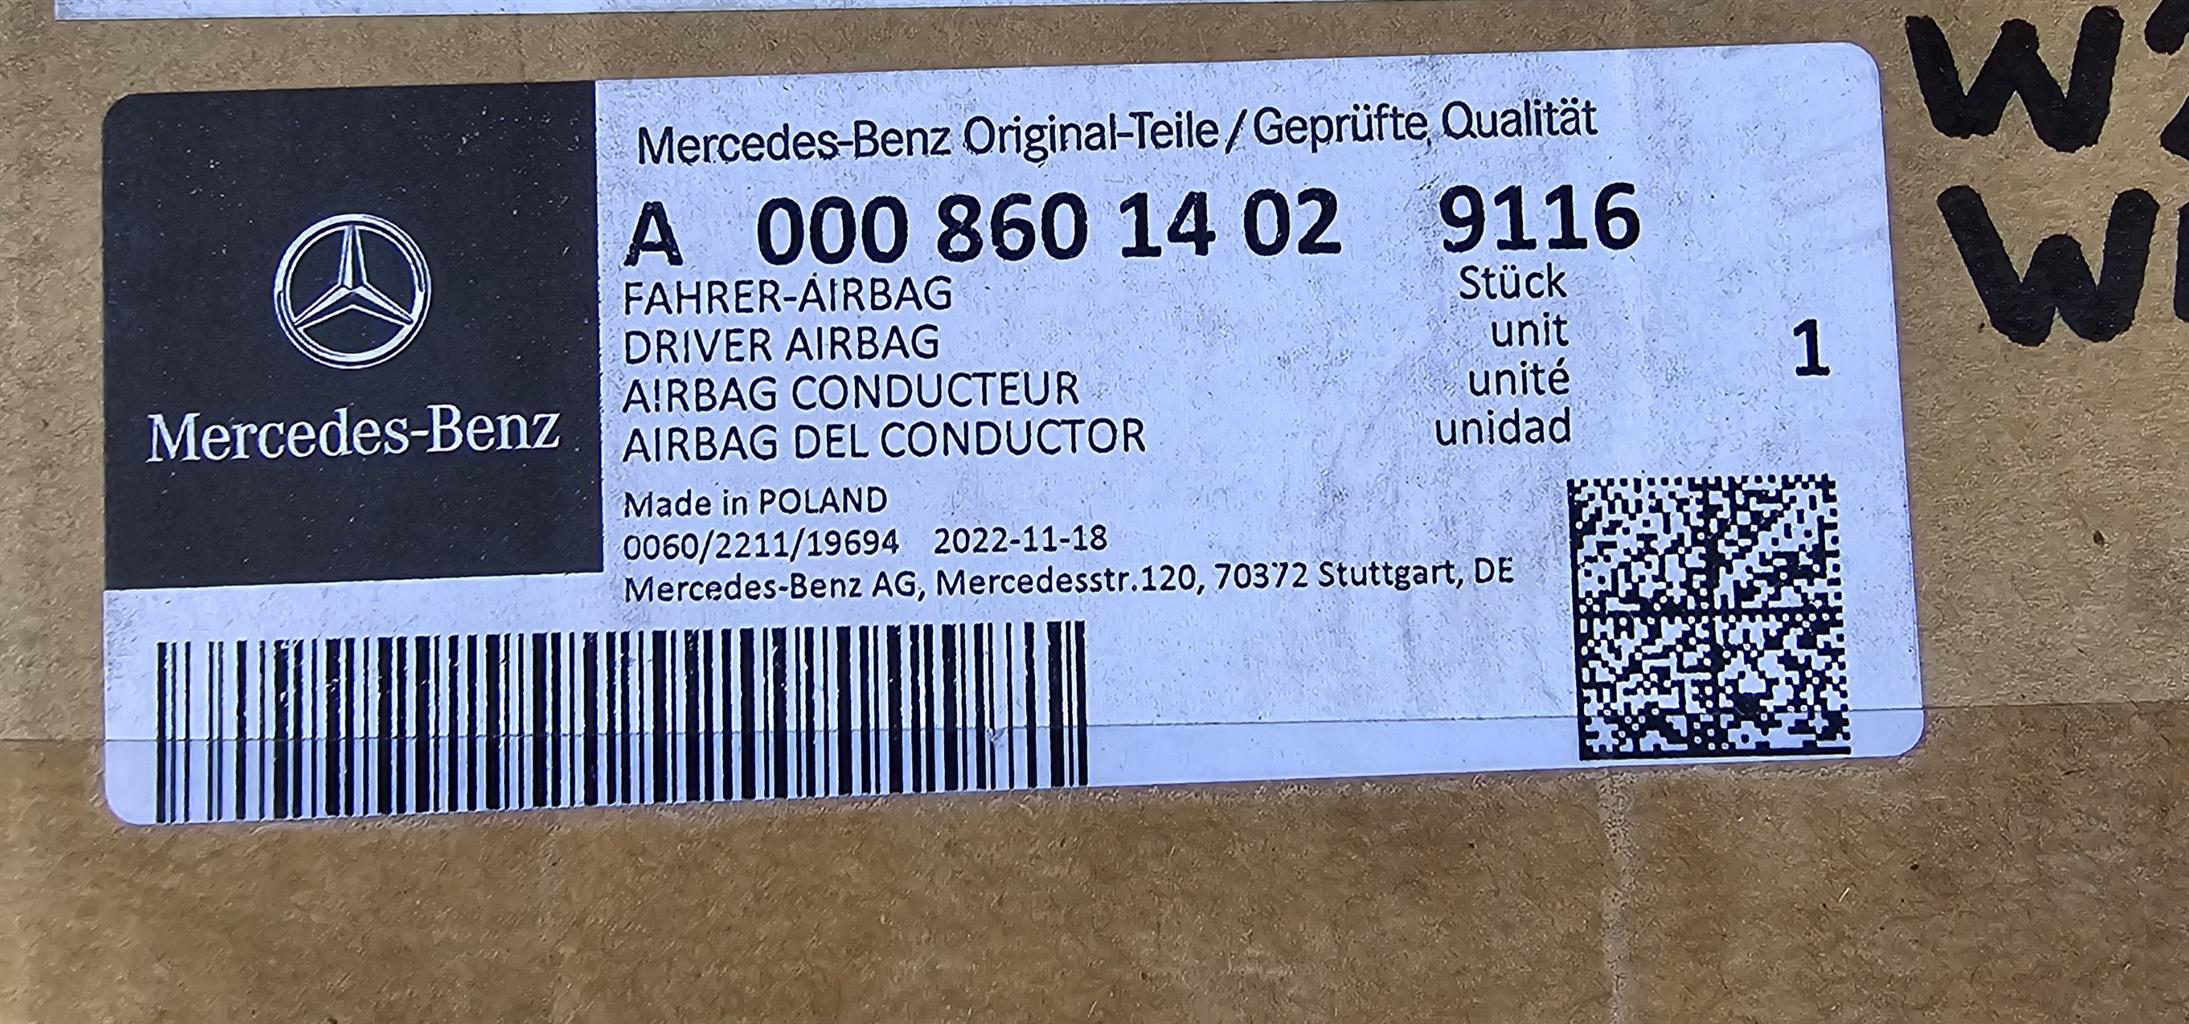 Mercedes-Benz
Mercedes-Benz Original-Teile/Geprüfte Qualität
A 000 860 14 02 9116
FAHRER-AIRBAG Stück
DRIVER AIRBAG unit 1
AIRBAG CONDUCTEUR unité
AIRBAG DEL CONDUCTOR unidad
Made in POLAND
0060/2211/19694 2022-11-18
Mercedes-Benz AG, Mercedesstr.120, 70372 Stuttgart, DE